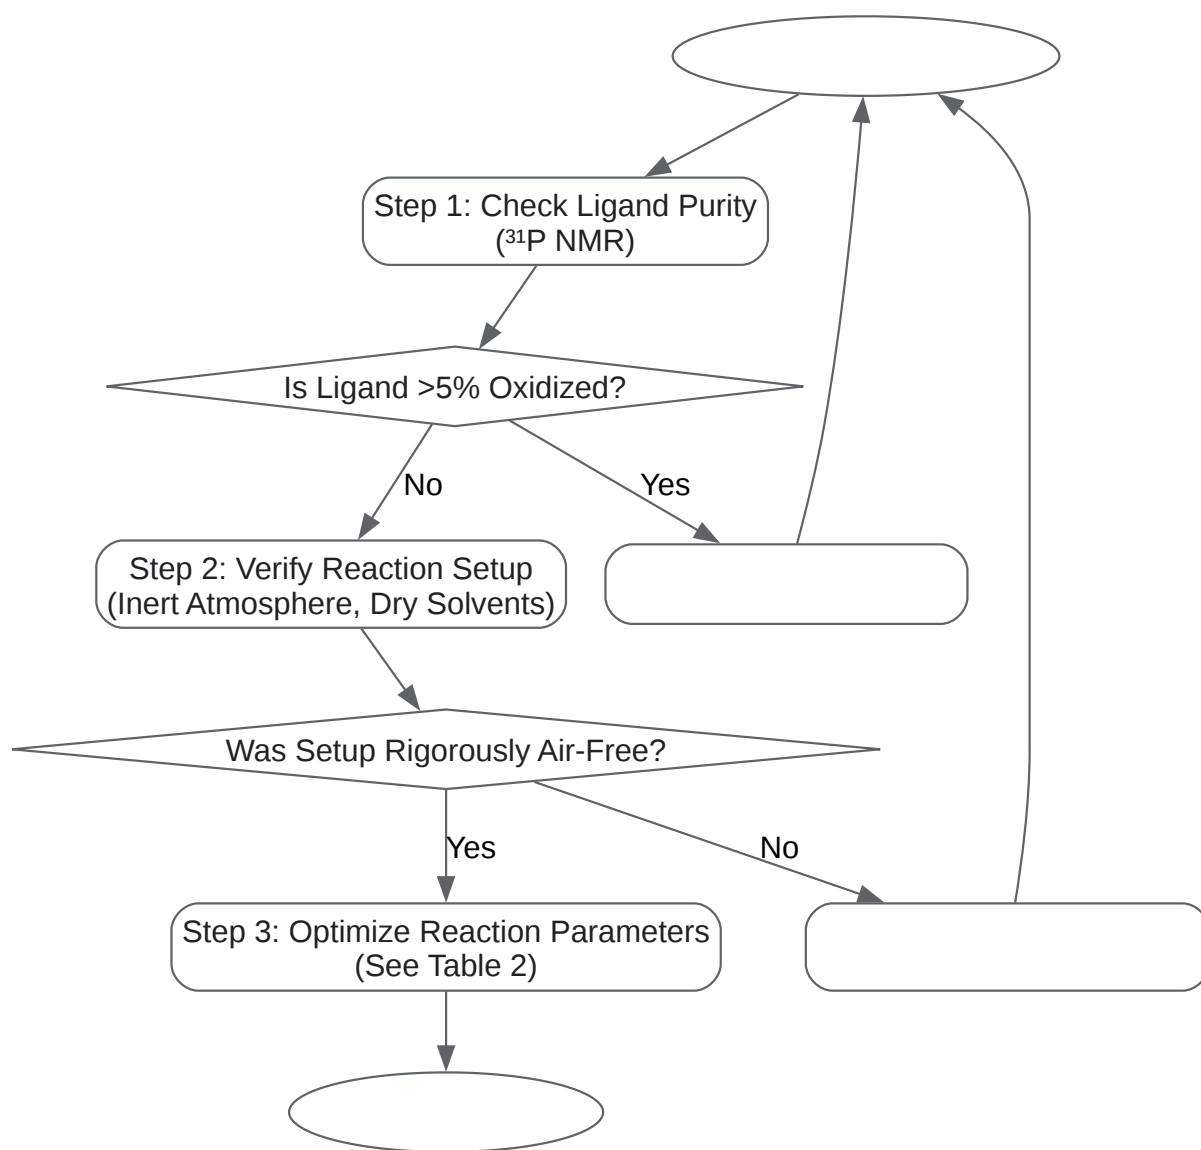 Step 1: Check Ligand Purity
(³¹P NMR)
Is Ligand >5% Oxidized?
No
Yes
Step 2: Verify Reaction Setup
(Inert Atmosphere, Dry Solvents)
Was Setup Rigorously Air-Free?
Yes
No
Step 3: Optimize Reaction Parameters
(See Table 2)